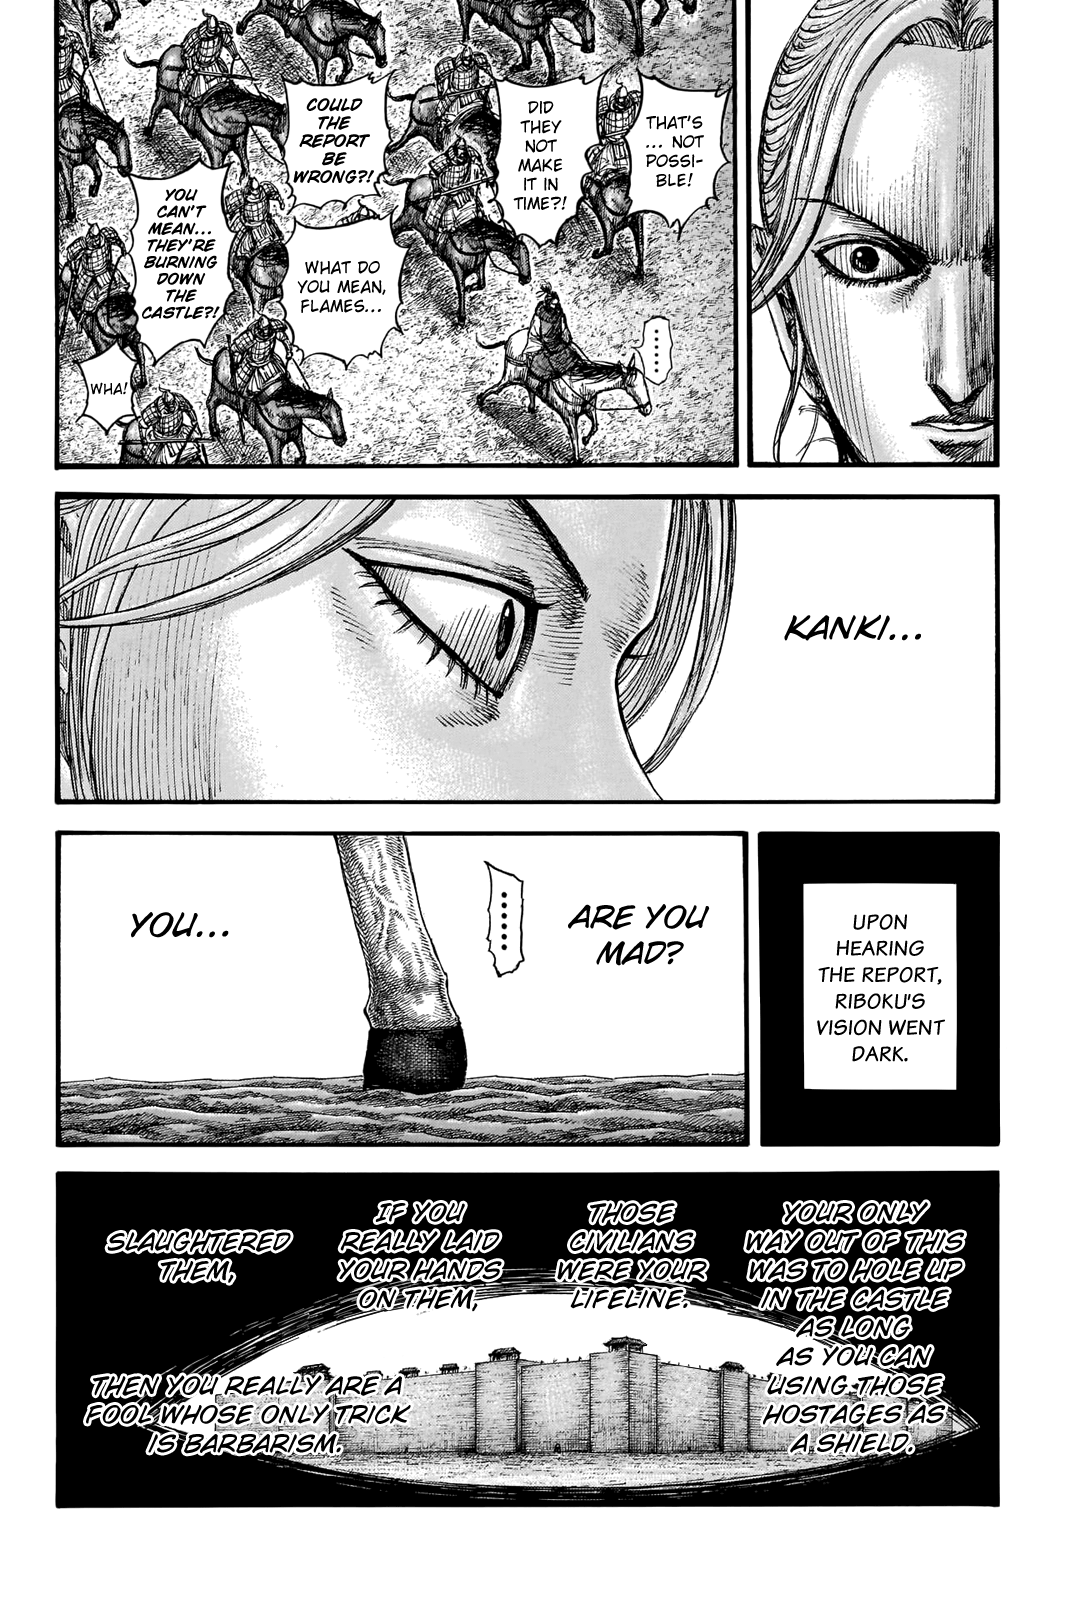 THAT'S
... NOT
POSSI-
BLE!
DID
THEY
NOT
MAKE
IT IN
TIME?!
COULD
THE
REPORT
BE
WRONG?!
WHAT DO
YOU MEAN,
FLAMES...
YOU
CAN'T
MEAN...
THEY'RE
BURNING
DOWN
THE
CASTLE?!
WHA!
......
KANKI...
UPON
HEARING
THE REPORT,
RIBOKU'S
VISION WENT
DARK.
ARE YOU
MAD?
......
YOU...
YOUR ONLY
WAY OUT OF THIS
WAS TO HOLE UP
IN THE CASTLE
AS LONG
AS YOU CAN
USING THOSE
HOSTAGES AS
A SHIELD.
THOSE
CIVILIANS
WERE YOUR
LIFELINE.
IF YOU
REALLY LAID
YOUR HANDS
ON THEM,
SLAUGHTERED
THEM,
THEN YOU REALLY ARE A
FOOL WHOSE ONLY TRICK
IS BARBARISM.